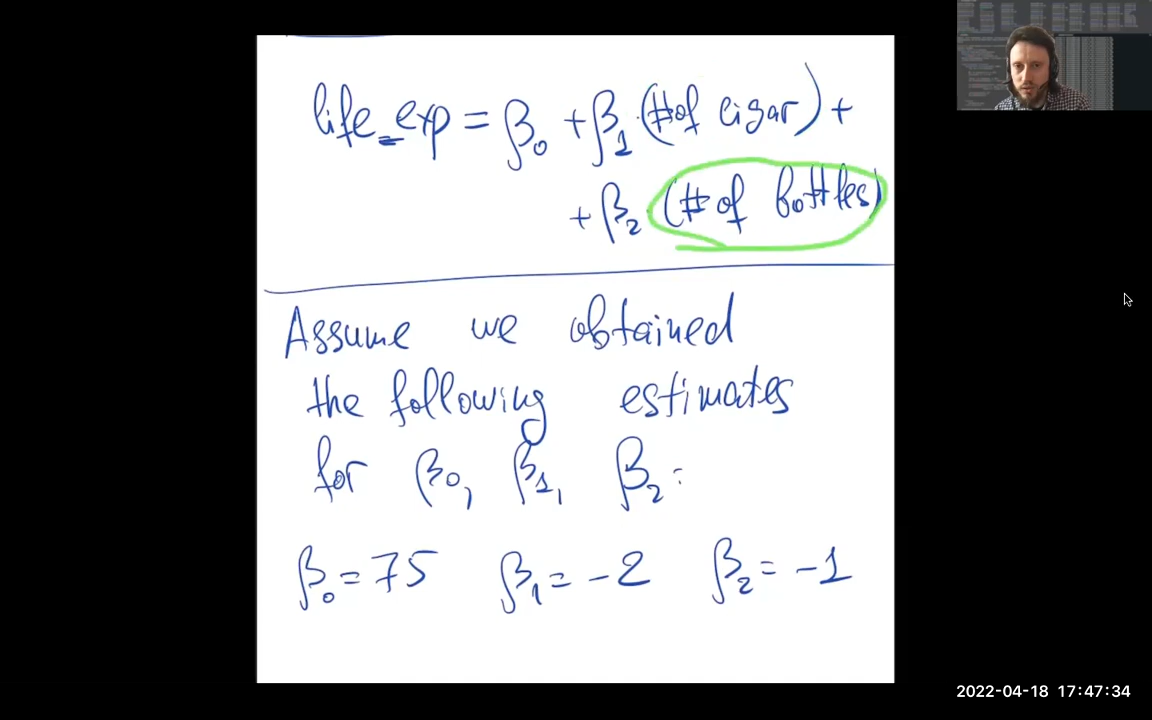 life_exp = β₀ + β₁ (# of cigar) +
+ β₂ (# of bottles)
Assume we obtained
the following estimates
for β₀, β₁, β₂:
β₀ = 75 β₁ = -2 β₂ = -1
2022-04-18 17:47:34